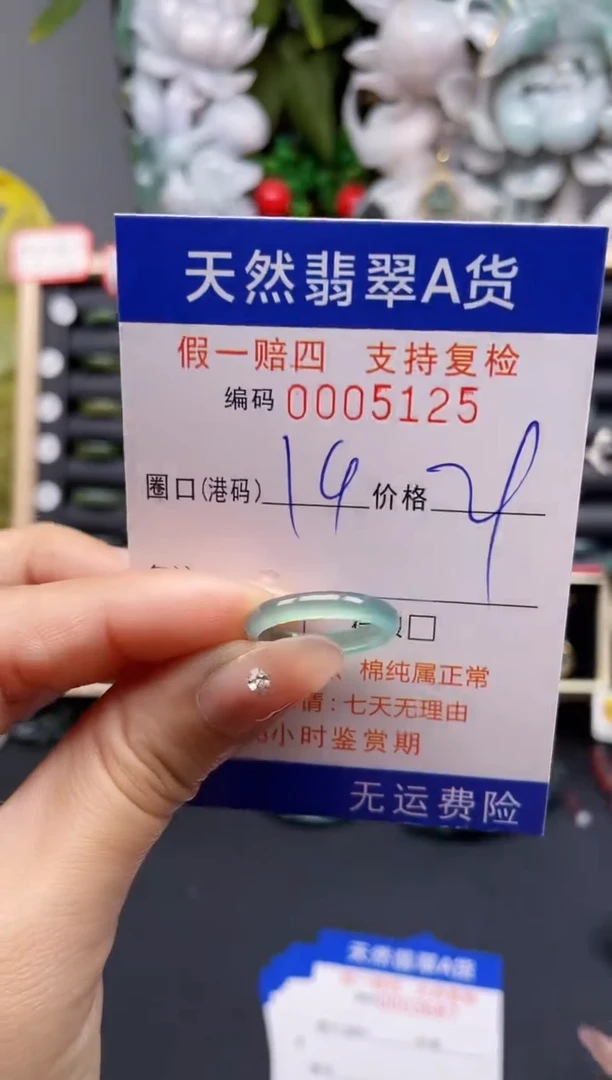 天然翡翠A货
假一赔四 支持复检
编码 0005125
圈口(港码) 14 价格
棉纯属正常
情:七天无理由
小时鉴赏期
无运费险
天然翡翠A货